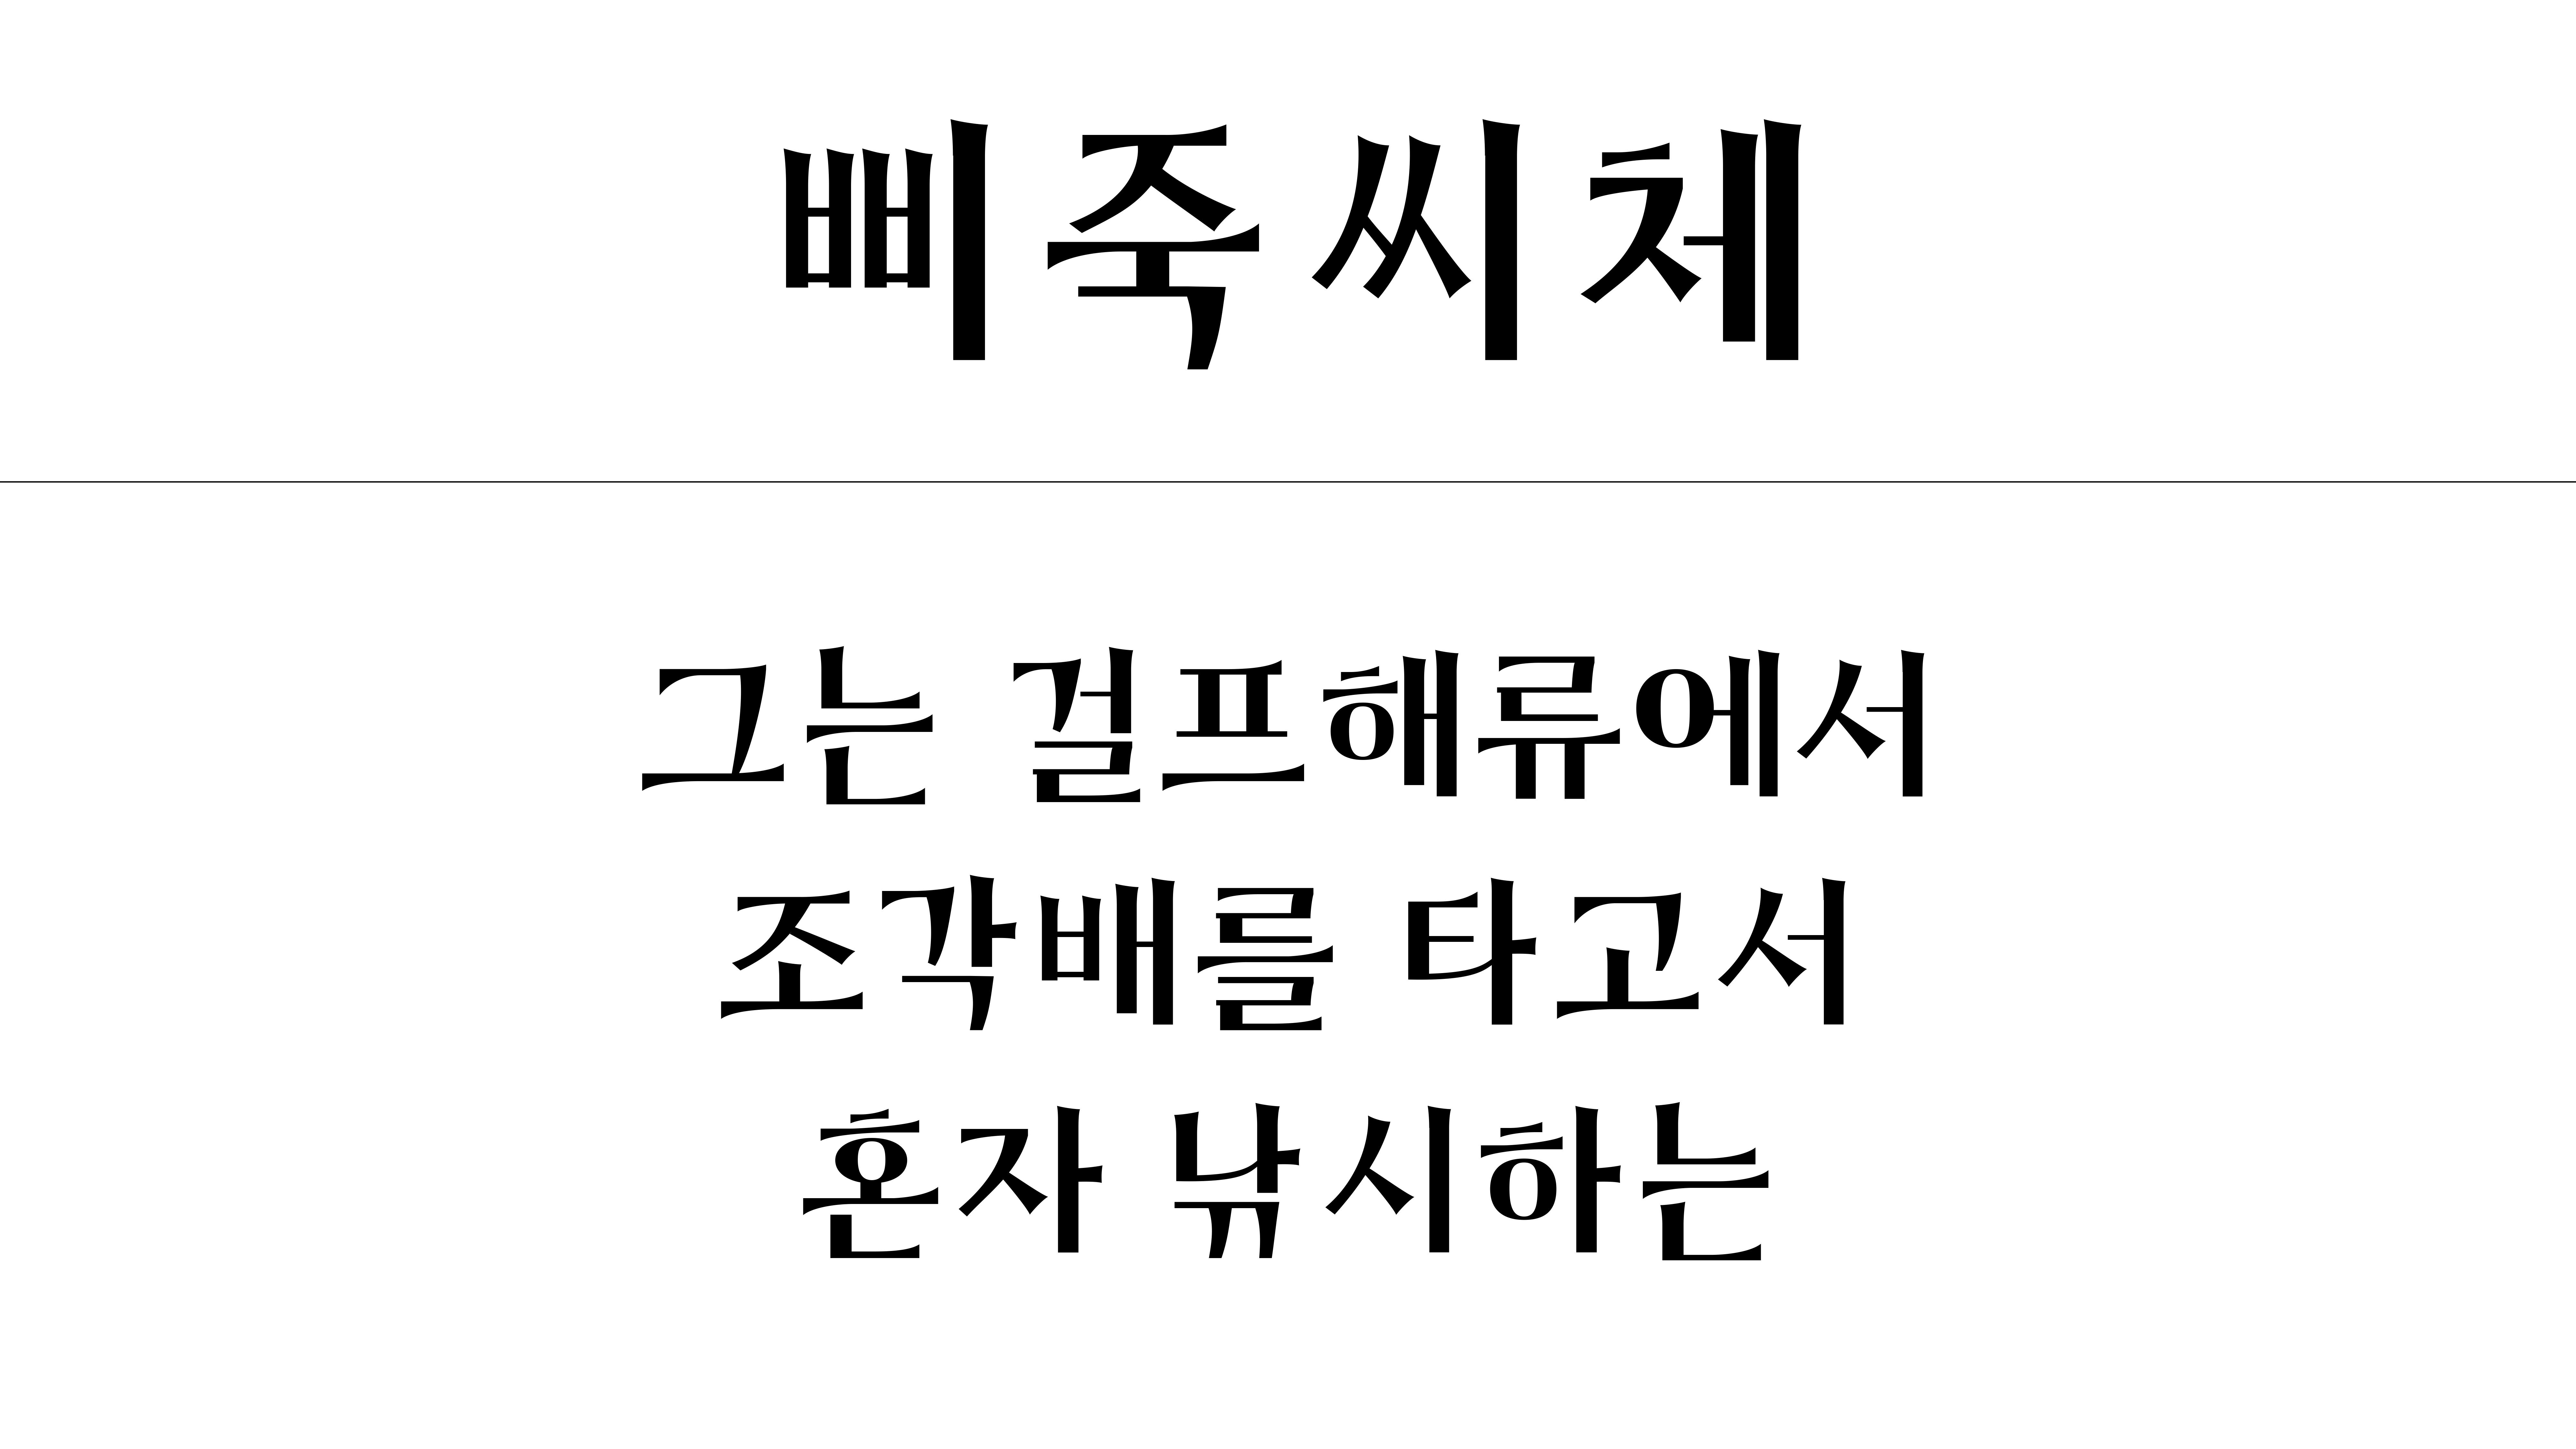 삐죽씨체
그는 걸프해류에서
조각배를 타고서
혼자 낚시하는